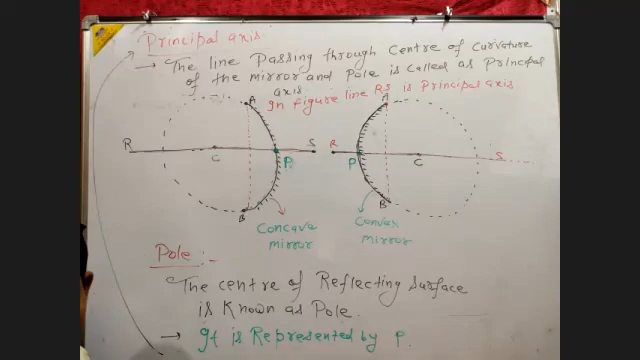 Principal axis
→ The line Passing through Centre of Curvature
of the mirror and Pole is called as Principal
axis.
In figure line RS is Principal axis
A
A
R
C
P
S
R
P
C
S
B
B
Concave
mirror
Convex
mirror
Pole :-
The centre of Reflecting Surface
is Known as Pole.
→ It is Represented by P.